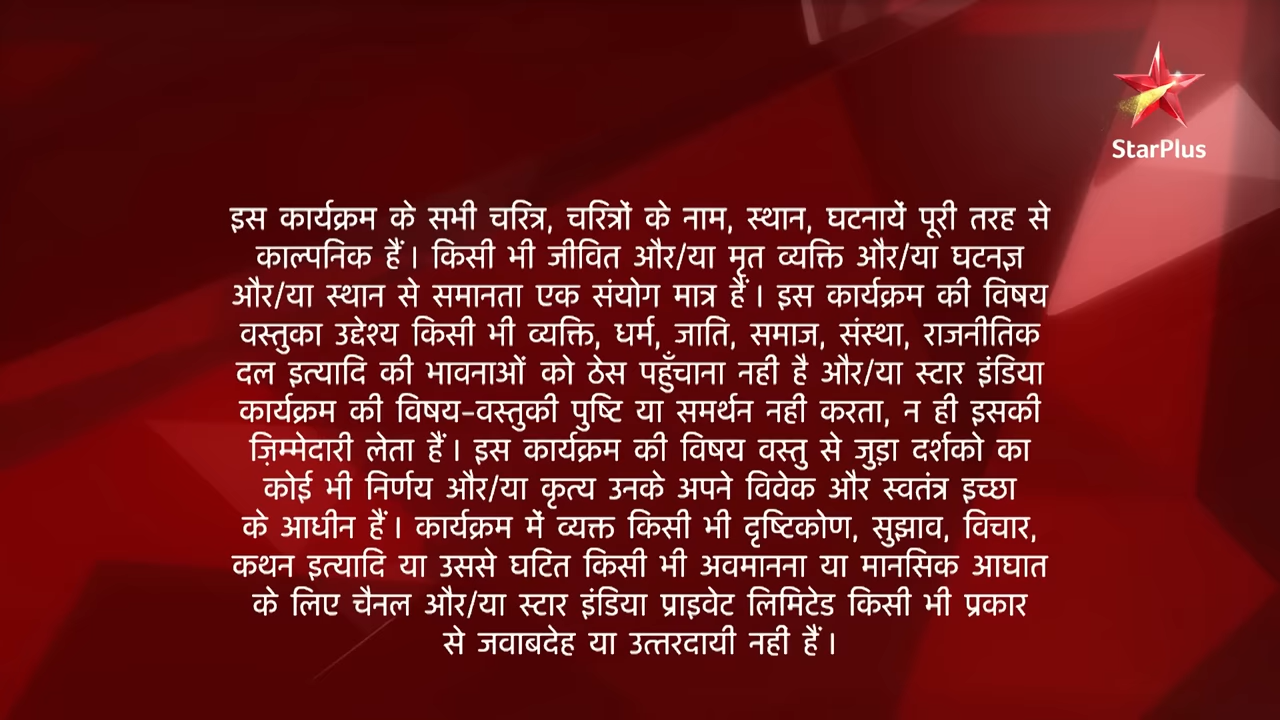 StarPlus
इस कार्यक्रम के सभी चरित्र, चरित्रों के नाम, स्थान, घटनायें पूरी तरह से
काल्पनिक हैं। किसी भी जीवित और/या मृत व्यक्ति और/या घटनज्ञ
और/या स्थान से समानता एक संयोग मात्र हैं। इस कार्यक्रम की विषय
वस्तुका उद्देश्य किसी भी व्यक्ति, धर्म, जाति, समाज, संस्था, राजनीतिक
दल इत्यादि की भावनाओं को ठेस पहुँचाना नही है और/या स्टार इंडिया
कार्यक्रम की विषय-वस्तुकी पुष्टि या समर्थन नही करता, न ही इसकी
ज़िम्मेदारी लेता हैं। इस कार्यक्रम की विषय वस्तु से जुड़ा दर्शको का
कोई भी निर्णय और/या कृत्य उनके अपने विवेक और स्वतंत्र इच्छा
के आधीन हैं। कार्यक्रम में व्यक्त किसी भी दृष्टिकोण, सुझाव, विचार,
कथन इत्यादि या उससे घटित किसी भी अवमानना या मानसिक आघात
के लिए चैनल और/या स्टार इंडिया प्राइवेट लिमिटेड किसी भी प्रकार
से जवाबदेह या उत्तरदायी नही हैं।